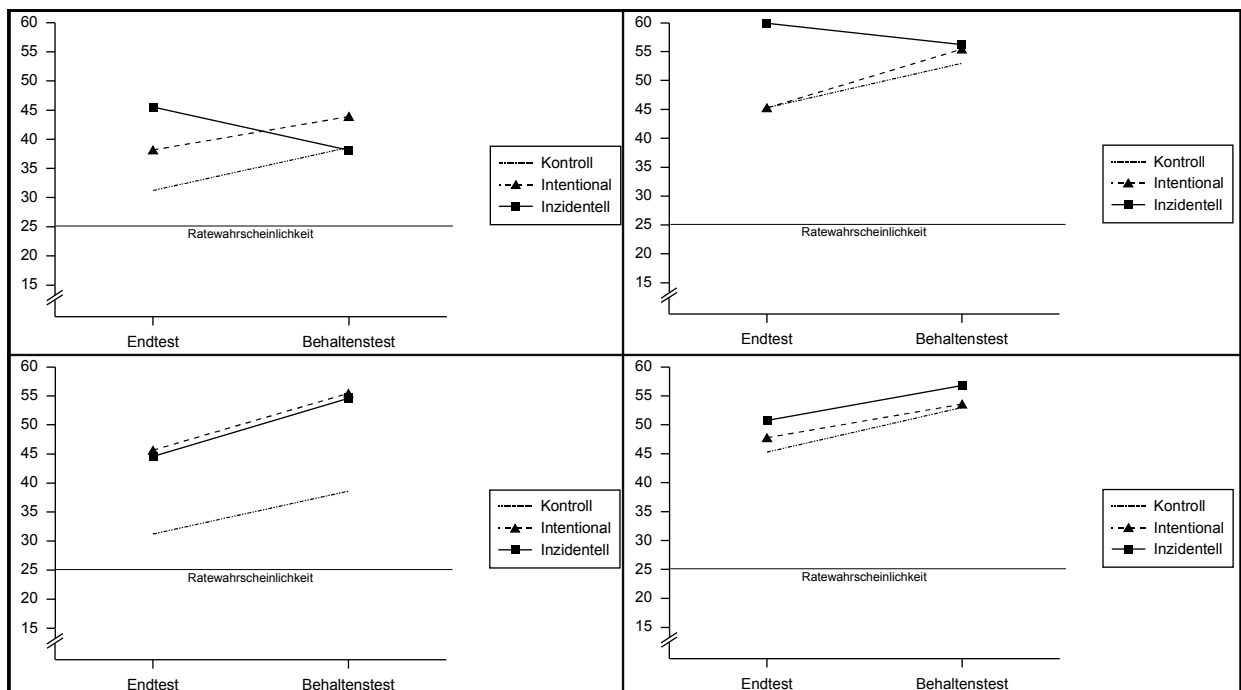 60
55
50
45
40
35
30
25
20
15
Kontroll
Intentional
Inzidentell
Ratewahrscheinlichkeit
Endtest Behaltenstest
60
55
50
45
40
35
30
25
20
15
Kontroll
Intentional
Inzidentell
Ratewahrscheinlichkeit
Endtest Behaltenstest
60
55
50
45
40
35
30
25
20
15
Kontroll
Intentional
Inzidentell
Ratewahrscheinlichkeit
Endtest Behaltenstest
60
55
50
45
40
35
30
25
20
15
Kontroll
Intentional
Inzidentell
Ratewahrscheinlichkeit
Endtest Behaltenstest